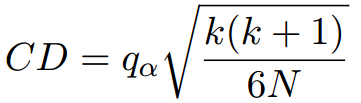 CD = q_α √(k(k + 1) / 6N)